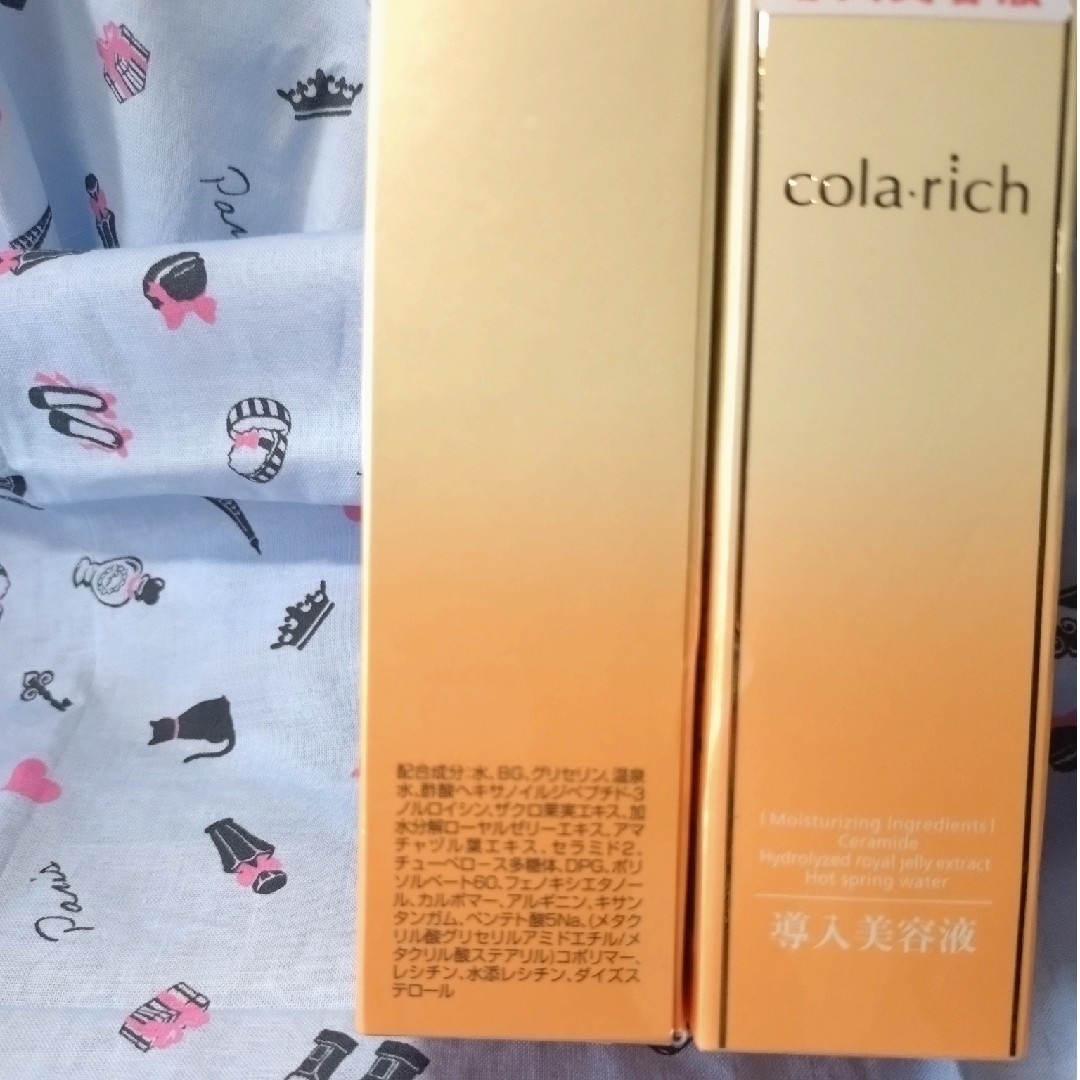 Pari
Paris
配合成分:水、BG、グリセリン、温泉
水、酢酸ヘキサノイルジペプチド-3
ノルロイシン、ザクロ果実エキス、加
水分解ローヤルゼリーエキス、アマ
チャヅル葉エキス、セラミド2、
チューベロース多糖体、DPG、ポリ
ソルベート60、フェノキシエタノー
ル、カルボマー、アルギニン、キサン
タンガム、ペンテト酸5Na、(メタク
リル酸グリセリルアミドエチル/メ
タクリル酸ステアリル)コポリマー、
レシチン、水添レシチン、ダイズス
テロール
cola·rich
[Moisturizing Ingredients]
Ceramide
Hydrolyzed royal jelly extract
Hot spring water
導入美容液